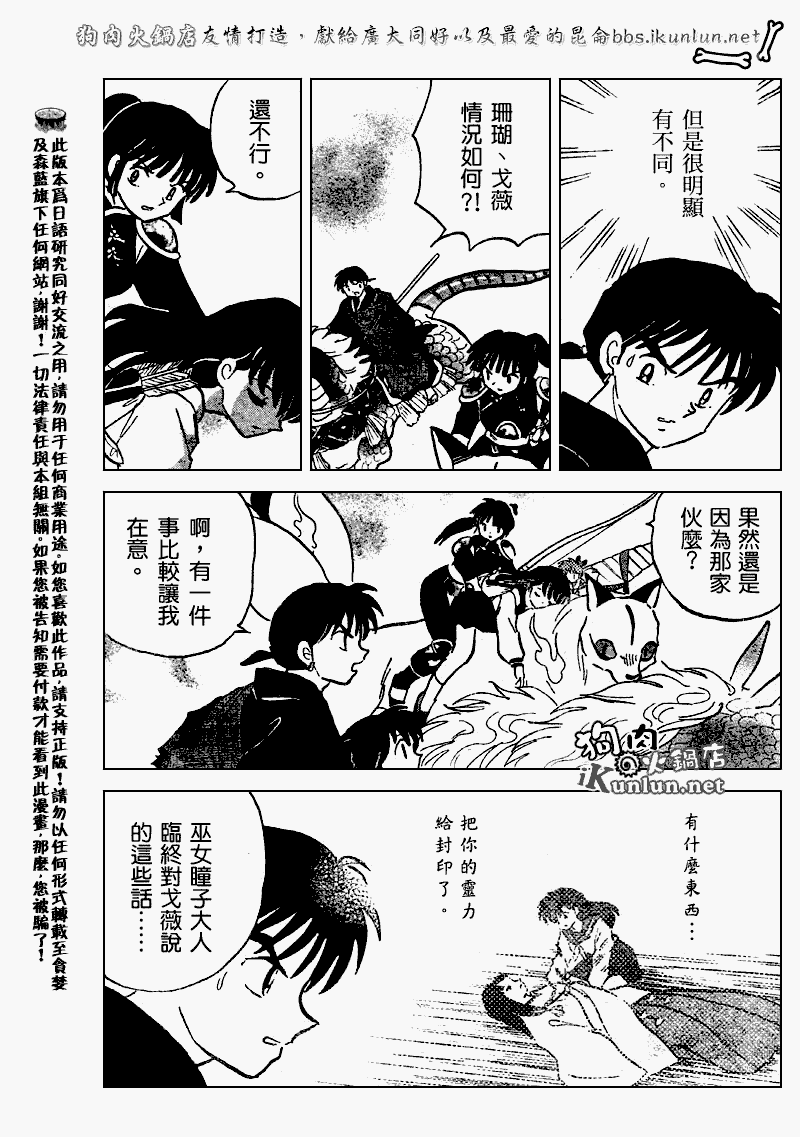 狗肉火鍋店友情打造，獻給廣大同好以及最愛的昆侖bbs.ikunlun.net
但是很明顯
有不同。
珊瑚、戈薇
情況如何?!
還不行。
果然還是
因為那家
伙麼？
啊，有一件
事比較讓我
在意。
狗肉
火鍋店
iKunlun.net
有什麼東西…
把你的靈力
給封印了。
巫女瞳子大人
臨終對戈薇說
的這些話……
此版本爲日語研究同好交流之用，請勿用于任何商業用途。如您喜歡此作品，請支持正版！請勿以任何形式轉載至貪婪
及森藍旗下任何網站，謝謝！一切法律責任與本組無關。如果您被告知需要付款才能看到此漫畫，那麼，您被騙了！